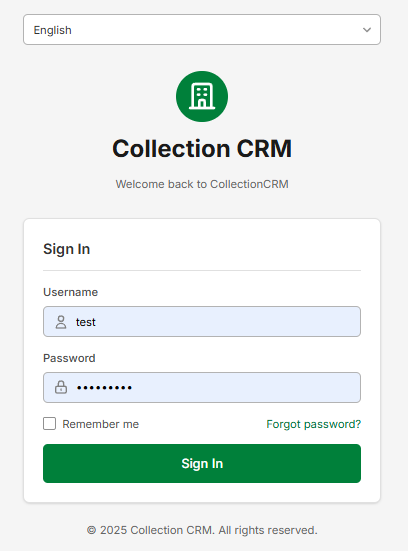 English
Collection CRM
Welcome back to CollectionCRM
Sign In
Username
test
Password
•••••••••
Remember me
Forgot password?
Sign In
© 2025 Collection CRM. All rights reserved.